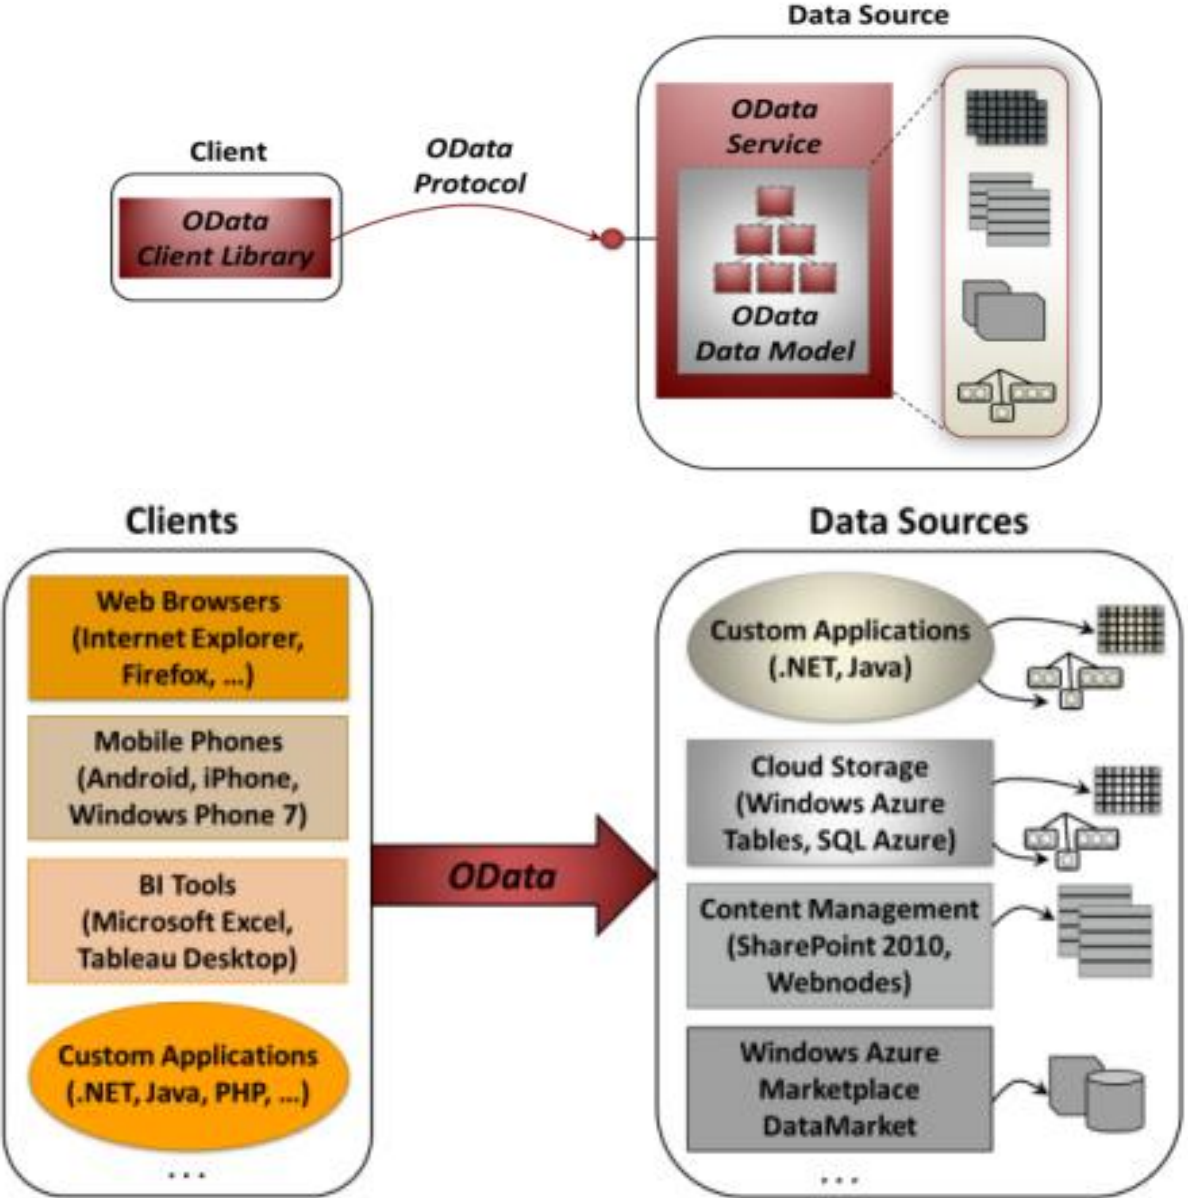 Data Source
OData
Service
Client
OData
Protocol
OData
Client Library
OData
Data Model
Clients
Data Sources
Web Browsers
(Internet Explorer,
Firefox, ...)
Mobile Phones
(Android, iPhone,
Windows Phone 7)
BI Tools
(Microsoft Excel,
Tableau Desktop)
Custom Applications
(.NET, Java, PHP, ...)
...
OData
Custom Applications
(.NET, Java)
Cloud Storage
(Windows Azure
Tables, SQL Azure)
Content Management
(SharePoint 2010,
Webnodes)
Windows Azure
Marketplace
DataMarket
...